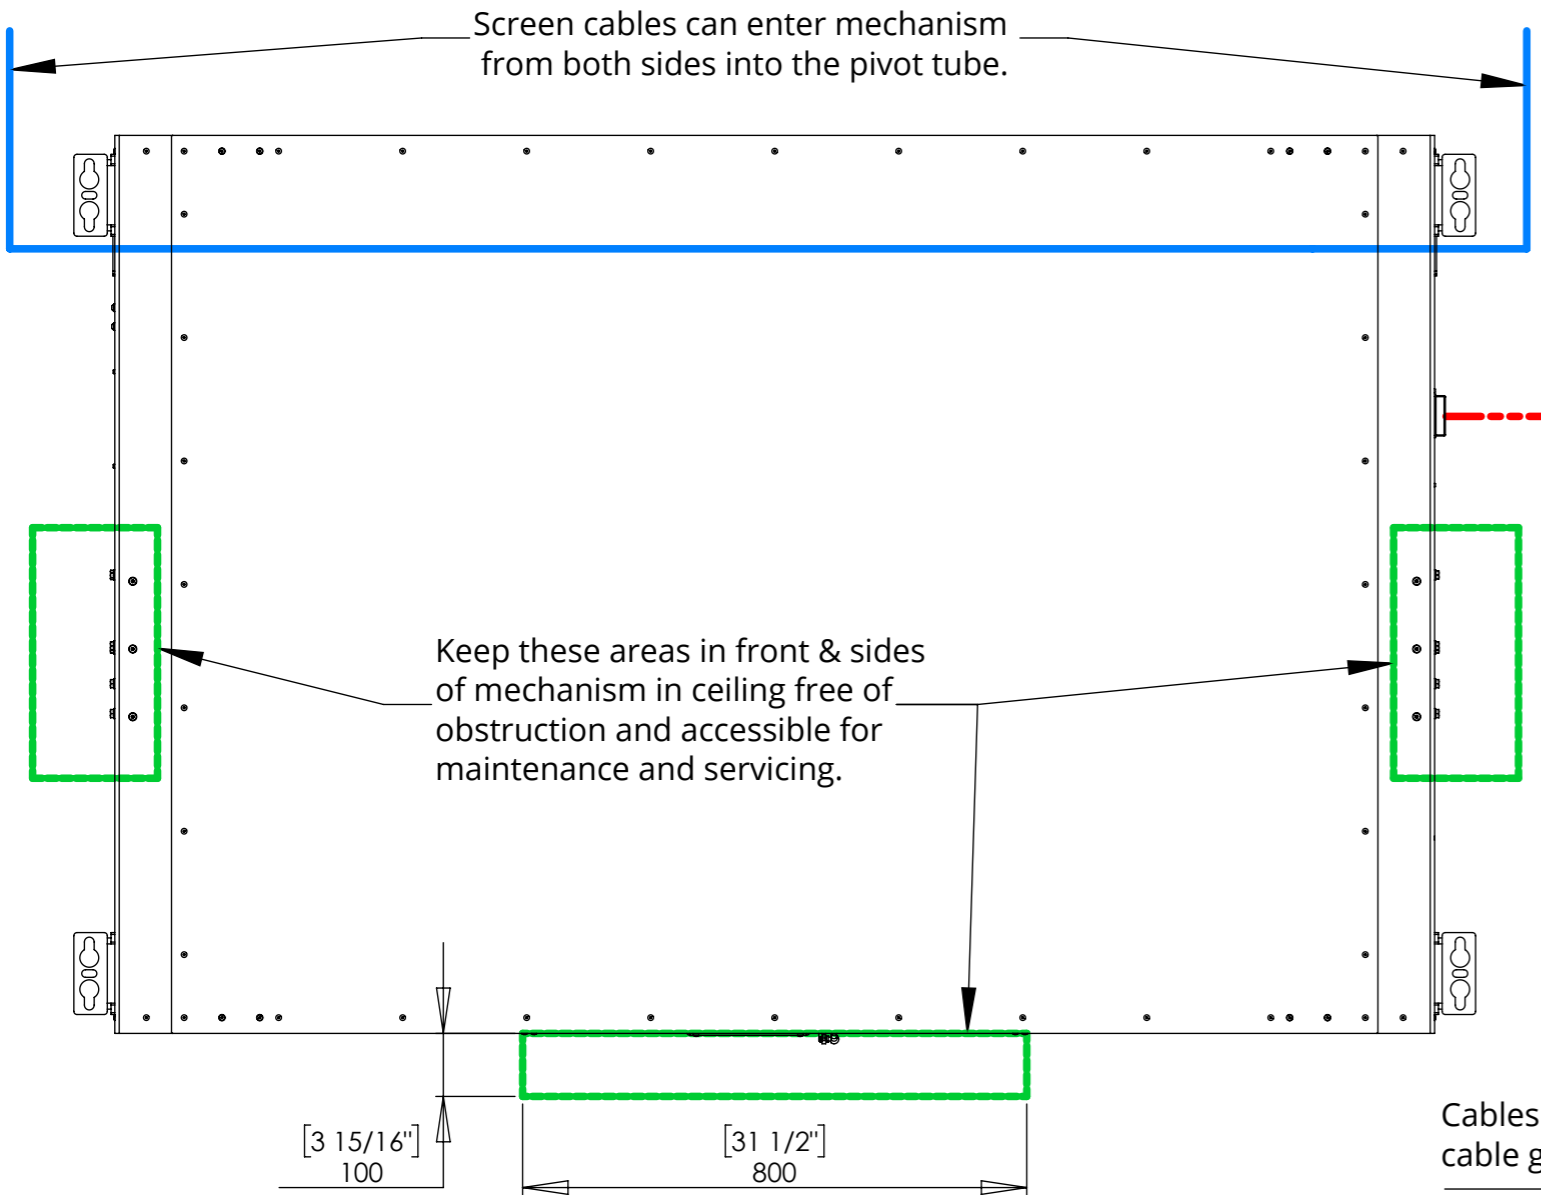 Screen cables can enter mechanism
from both sides into the pivot tube.
Keep these areas in front & sides
of mechanism in ceiling free of
obstruction and accessible for
maintenance and servicing.
[3 15/16"]
100
[31 1/2"]
800
Cables
cable g